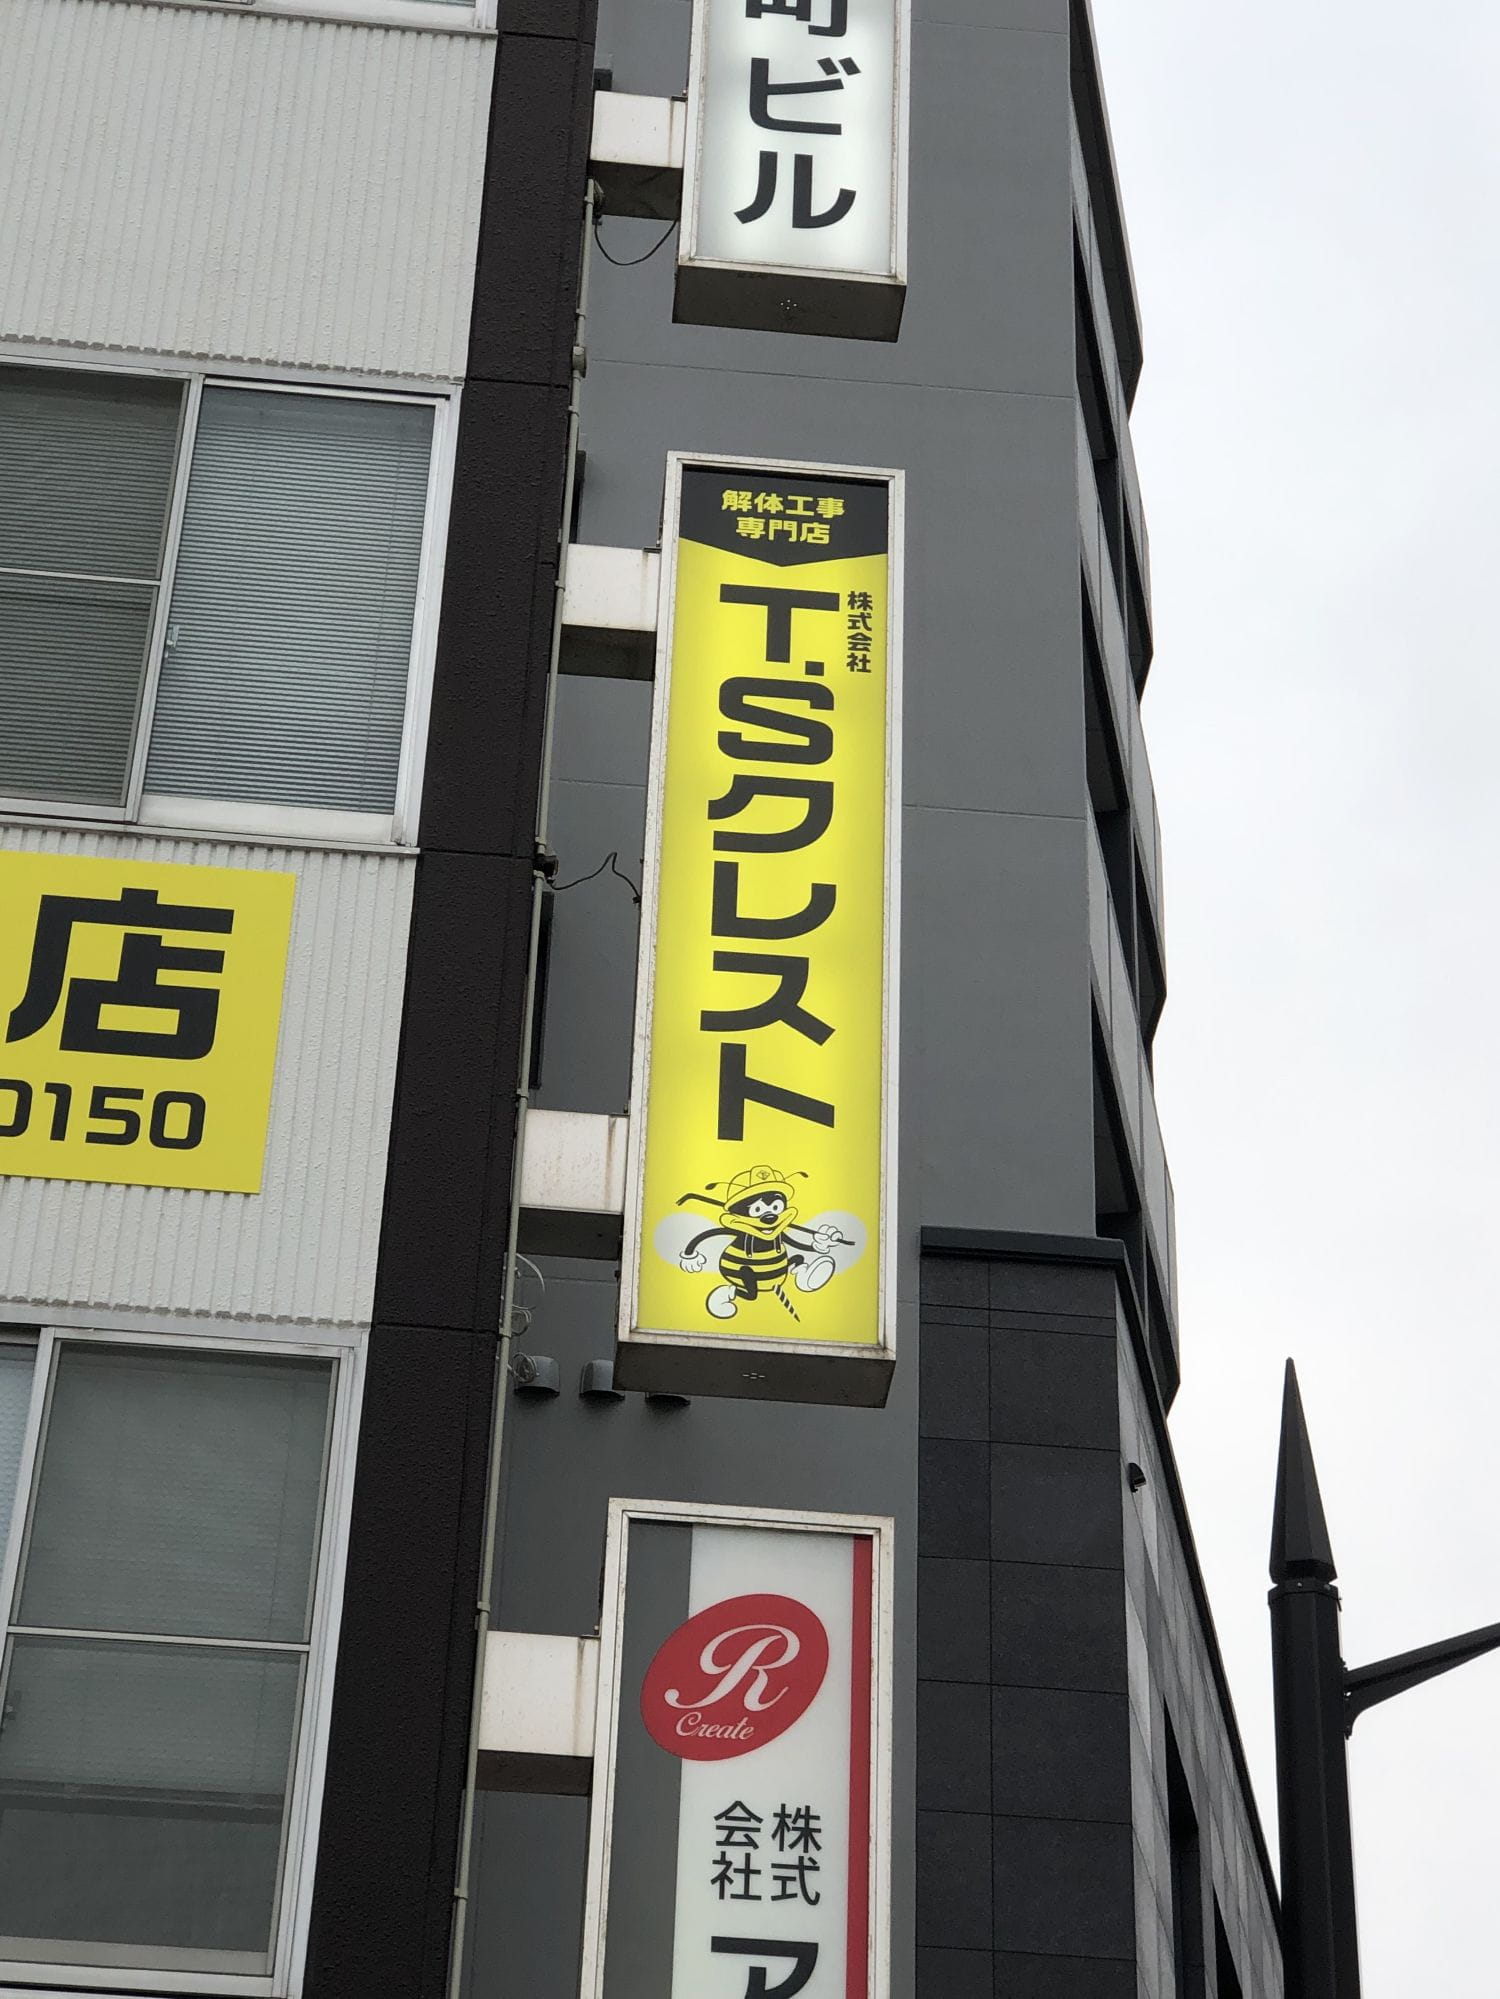 町ビル
解体工事
専門店
株式会社
T.Sクレスト
店
0150
R
Create
株式
会社
ア